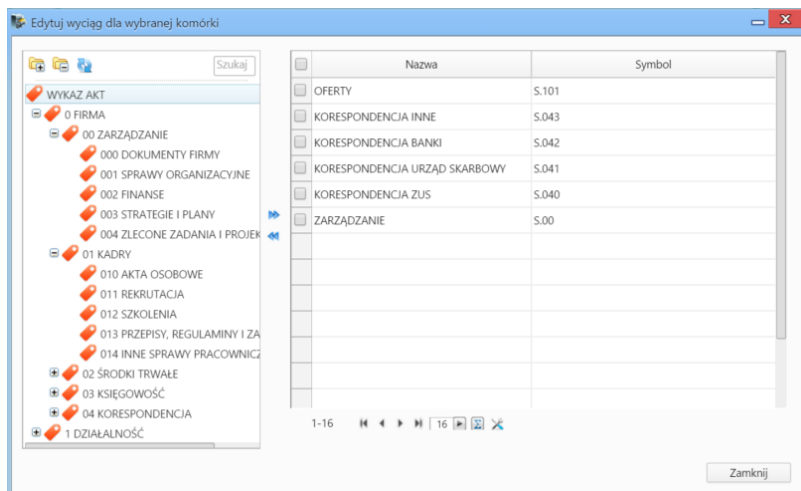 Edytuj wyciąg dla wybranej komórki
Szukaj
WYKAZ AKT
0 FIRMA
00 ZARZĄDZANIE
000 DOKUMENTY FIRMY
001 SPRAWY ORGANIZACYJNE
002 FINANSE
003 STRATEGIE I PLANY
004 ZLECONE ZADANIA I PROJEK
01 KADRY
010 AKTA OSOBOWE
011 REKRUTACJA
012 SZKOLENIA
013 PRZEPISY, REGULAMINY I ZA
014 INNE SPRAWY PRACOWNICZ
02 ŚRODKI TRWAŁE
03 KSIĘGOWOŚĆ
04 KORESPONDENCJA
1 DZIAŁALNOŚĆ
Nazwa Symbol
OFERTY S.101
KORESPONDENCJA INNE S.043
KORESPONDENCJA BANKI S.042
KORESPONDENCJA URZĄD SKARBOWY S.041
KORESPONDENCJA ZUS S.040
ZARZĄDZANIE S.00
1-16 16
Zamknij